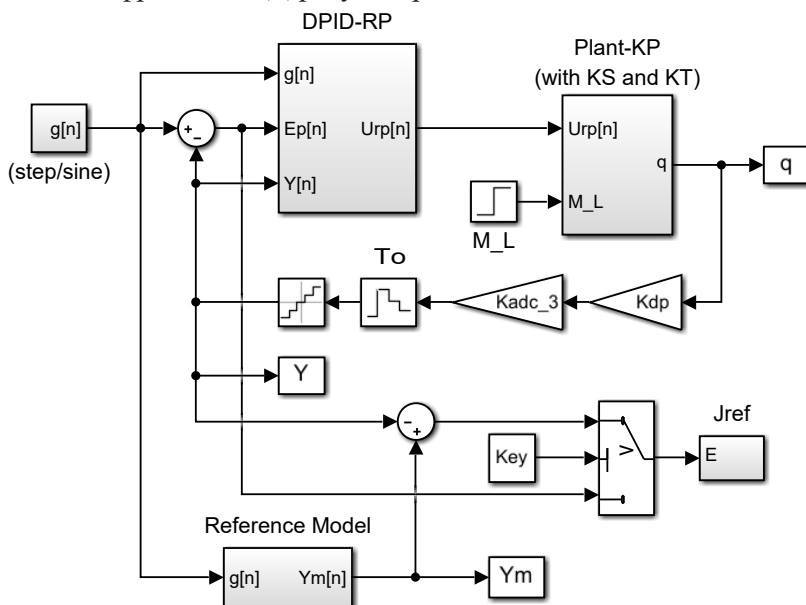 DPID-RP
Plant-KP
(with KS and KT)
g[n]
g[n]
Ep[n]
Urp[n]
Y[n]
(step/sine)
Urp[n]
q
M_L
q
M_L
To
Kadc_3
Kdp
Y
Jref
Key
E
Reference Model
g[n]
Ym[n]
Ym